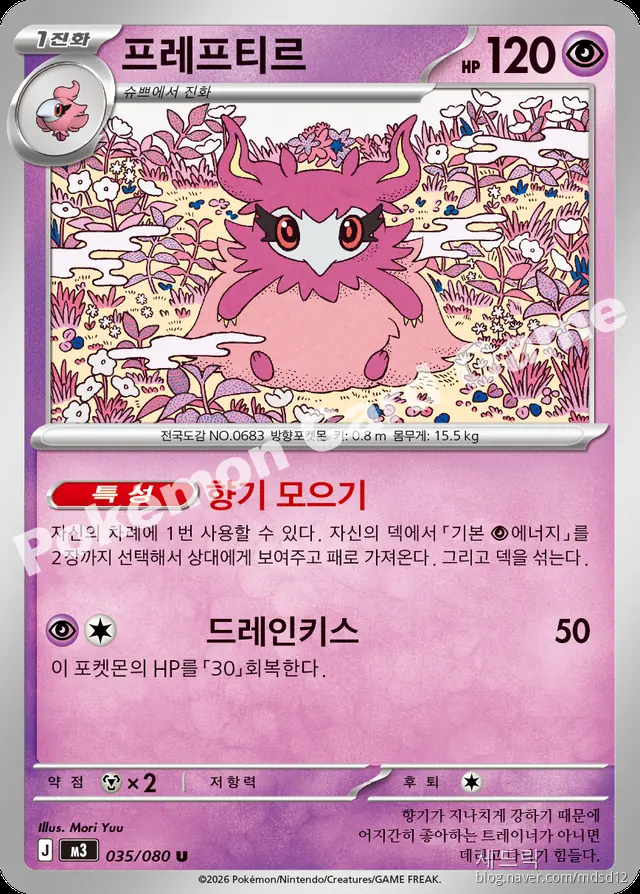 1진화
프레프티르
HP 120
슈쁘에서 진화
전국도감 NO.0683 방향포켓몬 키: 0.8 m 몸무게: 15.5 kg
특성 향기 모으기
자신의 차례에 1번 사용할 수 있다. 자신의 덱에서 「기본 에너지」를
2장까지 선택해서 상대에게 보여주고 패로 가져온다. 그리고 덱을 섞는다.
드레인키스 50
이 포켓몬의 HP를 「30」회복한다.
약점 ×2 저항력 후퇴
향기가 지나치게 강하기 때문에
어지간히 좋아하는 트레이너가 아니면
데리고 다니기 힘들다.
Illus. Mori Yuu
J M3 035/080 U
©2026 Pokémon/Nintendo/Creatures/GAME FREAK.
세드릭
blog.naver.com/mdsd12